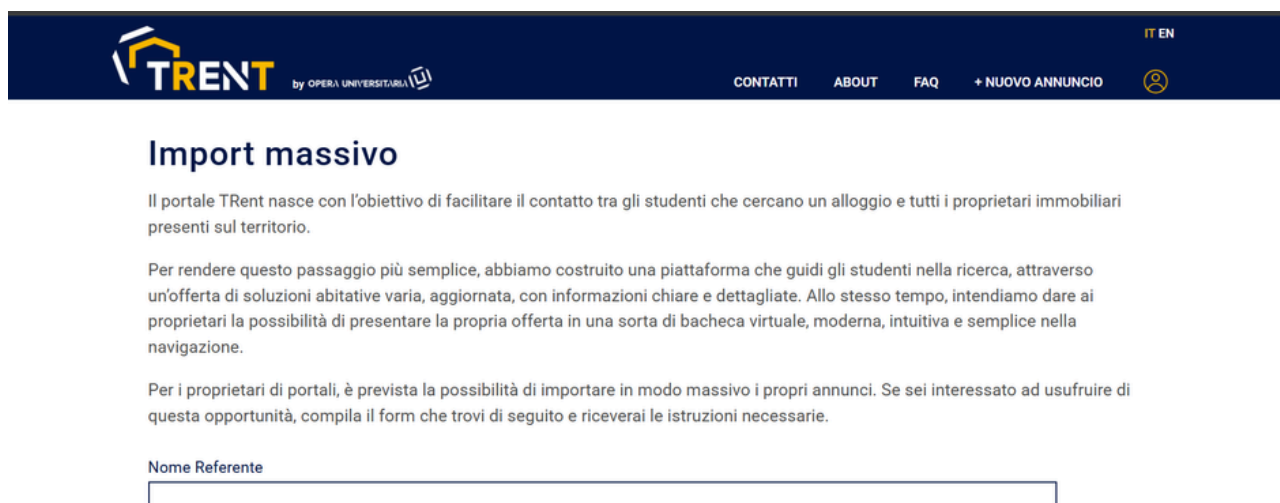 IT EN
TRENT by OPERA UNIVERSITARIA
CONTATTI ABOUT FAQ + NUOVO ANNUNCIO
Import massivo
Il portale TRent nasce con l'obiettivo di facilitare il contatto tra gli studenti che cercano un alloggio e tutti i proprietari immobiliari
presenti sul territorio.
Per rendere questo passaggio più semplice, abbiamo costruito una piattaforma che guidi gli studenti nella ricerca, attraverso
un'offerta di soluzioni abitative varia, aggiornata, con informazioni chiare e dettagliate. Allo stesso tempo, intendiamo dare ai
proprietari la possibilità di presentare la propria offerta in una sorta di bacheca virtuale, moderna, intuitiva e semplice nella
navigazione.
Per i proprietari di portali, è prevista la possibilità di importare in modo massivo i propri annunci. Se sei interessato ad usufruire di
questa opportunità, compila il form che trovi di seguito e riceverai le istruzioni necessarie.
Nome Referente